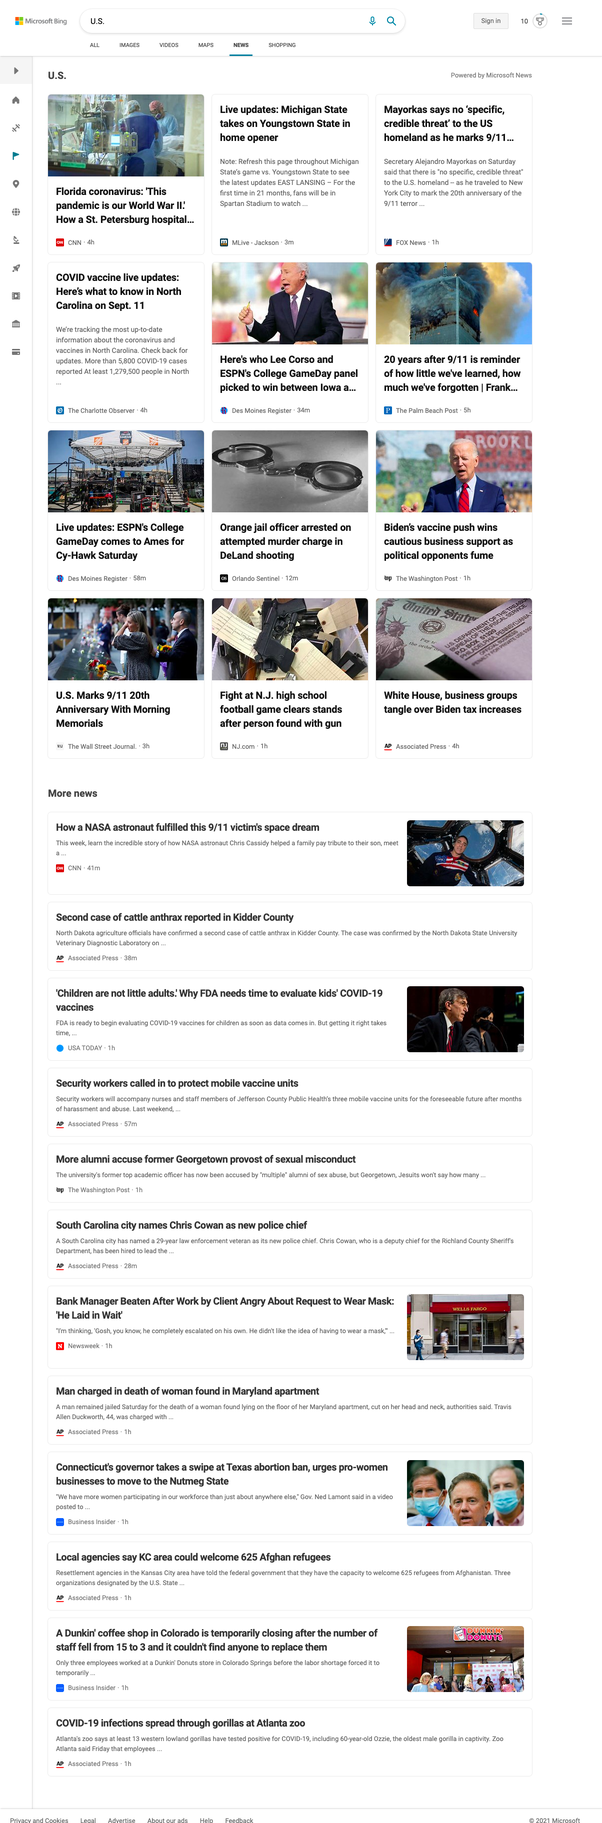 Microsoft Bing
U.S.
Sign in
10
ALL
IMAGES
VIDEOS
MAPS
NEWS
SHOPPING
U.S.
Powered by Microsoft News
Florida coronavirus: 'This
pandemic is our World War II.'
How a St. Petersburg hospital...
CNN · 4h
Live updates: Michigan State
takes on Youngstown State in
home opener
Note: Refresh this page throughout Michigan
State's game vs. Youngstown State to see
the latest updates EAST LANSING – For the
first time in 21 months, fans will be in
Spartan Stadium to watch ...
MLive - Jackson · 3m
Mayorkas says no 'specific,
credible threat' to the US
homeland as he marks 9/11...
Secretary Alejandro Mayorkas on Saturday
said that there is "no specific, credible threat"
to the U.S. homeland – as he traveled to New
York City to mark the 20th anniversary of the
9/11 terror ...
FOX News · 1h
COVID vaccine live updates:
Here's what to know in North
Carolina on Sept. 11
We're tracking the most up-to-date
information about the coronavirus and
vaccines in North Carolina. Check back for
updates. More than 5,800 COVID-19 cases
reported At least 1,279,500 people in North
...
The Charlotte Observer · 4h
Here's who Lee Corso and
ESPN's College GameDay panel
picked to win between Iowa a...
Des Moines Register · 34m
20 years after 9/11 is reminder
of how little we've learned, how
much we've forgotten | Frank...
The Palm Beach Post · 5h
Live updates: ESPN's College
GameDay comes to Ames for
Cy-Hawk Saturday
Des Moines Register · 58m
Orange jail officer arrested on
attempted murder charge in
DeLand shooting
Orlando Sentinel · 12m
Biden's vaccine push wins
cautious business support as
political opponents fume
The Washington Post · 1h
U.S. Marks 9/11 20th
Anniversary With Morning
Memorials
The Wall Street Journal. · 3h
Fight at N.J. high school
football game clears stands
after person found with gun
NJ.com · 1h
White House, business groups
tangle over Biden tax increases
Associated Press · 4h
More news
How a NASA astronaut fulfilled this 9/11 victim's space dream
This week, learn the incredible story of how NASA astronaut Chris Cassidy helped a family pay tribute to their son, meet
a ...
CNN · 41m
Second case of cattle anthrax reported in Kidder County
North Dakota agriculture officials have confirmed a second case of cattle anthrax in Kidder County. The case was confirmed by the North Dakota State University
Veterinary Diagnostic Laboratory on ...
Associated Press · 38m
'Children are not little adults.' Why FDA needs time to evaluate kids' COVID-19
vaccines
FDA is ready to begin evaluating COVID-19 vaccines for children as soon as data comes in. But getting it right takes
time, ...
USA TODAY · 1h
Security workers called in to protect mobile vaccine units
Security workers will accompany nurses and staff members of Jefferson County Public Health's three mobile vaccine units for the foreseeable future after months
of harassment and abuse. Last weekend, ...
Associated Press · 57m
More alumni accuse former Georgetown provost of sexual misconduct
The university's former top academic officer has now been accused by "multiple" alumni of sex abuse, but Georgetown, Jesuits won't say how many ...
The Washington Post · 1h
South Carolina city names Chris Cowan as new police chief
A South Carolina city has named a 29-year law enforcement veteran as its new police chief. Chris Cowan, who is a deputy chief for the Richland County Sheriff's
Department, has been hired to lead the ...
Associated Press · 28m
Bank Manager Beaten After Work by Client Angry About Request to Wear Mask:
'He Laid in Wait'
"I'm thinking, 'Gosh, you know, he completely escalated on his own. He didn't like the idea of having to wear a mask,'" ...
Newsweek · 1h
WELLS FARGO
Man charged in death of woman found in Maryland apartment
A man remained jailed Saturday for the death of a woman found lying on the floor of her Maryland apartment, cut on her head and neck, authorities said. Travis
Allen Duckworth, 44, was charged with ...
Associated Press · 1h
Connecticut's governor takes a swipe at Texas abortion ban, urges pro-women
businesses to move to the Nutmeg State
"We have more women participating in our workforce than just about anywhere else," Gov. Ned Lamont said in a video
posted to ...
Business Insider · 1h
Local agencies say KC area could welcome 625 Afghan refugees
Resettlement agencies in the Kansas City area have told the federal government that they have the capacity to welcome 625 refugees from Afghanistan. Three
organizations designated by the U.S. State ...
Associated Press · 1h
A Dunkin' coffee shop in Colorado is temporarily closing after the number of
staff fell from 15 to 3 and it couldn't find anyone to replace them
Only three employees worked at a Dunkin' Donuts store in Colorado Springs before the labor shortage forced it to
temporarily ...
Business Insider · 1h
DUNKIN'
DONUTS
COVID-19 infections spread through gorillas at Atlanta zoo
Atlanta's zoo says at least 13 western lowland gorillas have tested positive for COVID-19, including 60-year-old Ozzie, the oldest male gorilla in captivity. Zoo
Atlanta said Friday that employees ...
Associated Press · 1h
Privacy and Cookies
Legal
Advertise
About our ads
Help
Feedback
© 2021 Microsoft